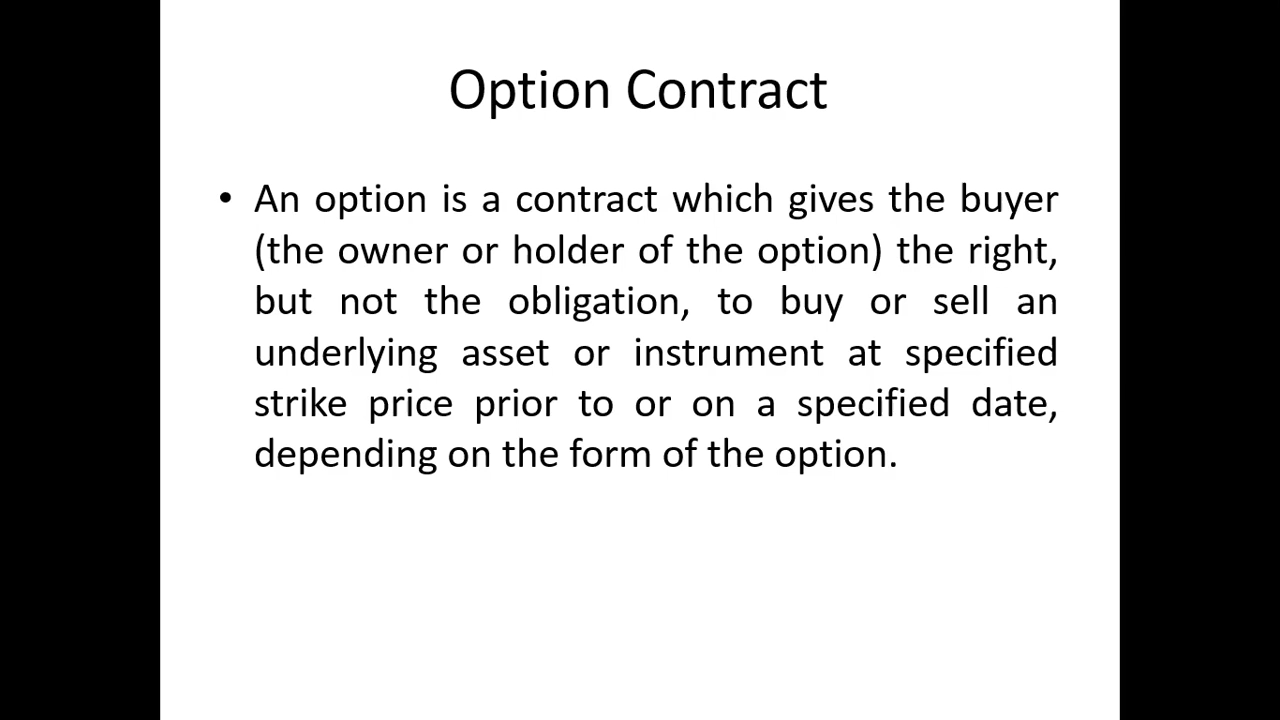 Option Contract
• An option is a contract which gives the buyer
(the owner or holder of the option) the right,
but not the obligation, to buy or sell an
underlying asset or instrument at specified
strike price prior to or on a specified date,
depending on the form of the option.